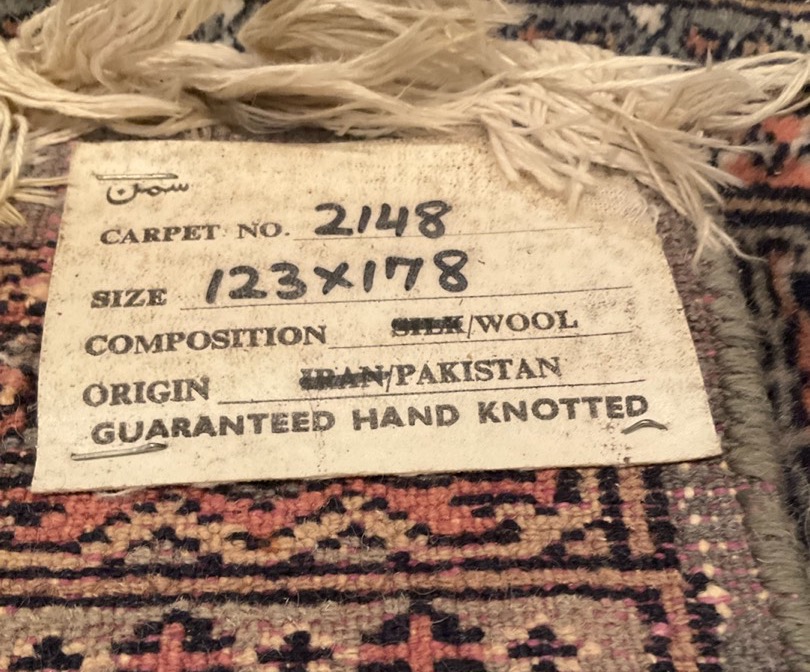 سمن
CARPET NO. 2148
SIZE 123x178
COMPOSITION SILK/WOOL
ORIGIN IRAN/PAKISTAN
GUARANTEED HAND KNOTTED